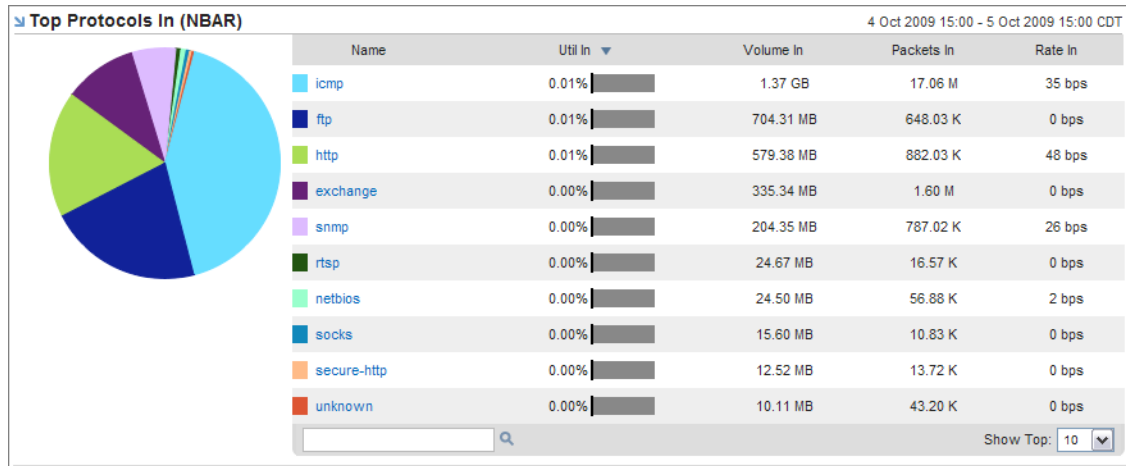 Top Protocols In (NBAR) 4 Oct 2009 15:00 - 5 Oct 2009 15:00 CDT
Name Util In Volume In Packets In Rate In
icmp 0.01% 1.37 GB 17.06 M 35 bps
ftp 0.01% 704.31 MB 648.03 K 0 bps
http 0.01% 579.38 MB 882.03 K 48 bps
exchange 0.00% 335.34 MB 1.60 M 0 bps
snmp 0.00% 204.35 MB 787.02 K 26 bps
rtsp 0.00% 24.67 MB 16.57 K 0 bps
netbios 0.00% 24.50 MB 56.88 K 2 bps
socks 0.00% 15.60 MB 10.83 K 0 bps
secure-http 0.00% 12.52 MB 13.72 K 0 bps
unknown 0.00% 10.11 MB 43.20 K 0 bps
Show Top: 10